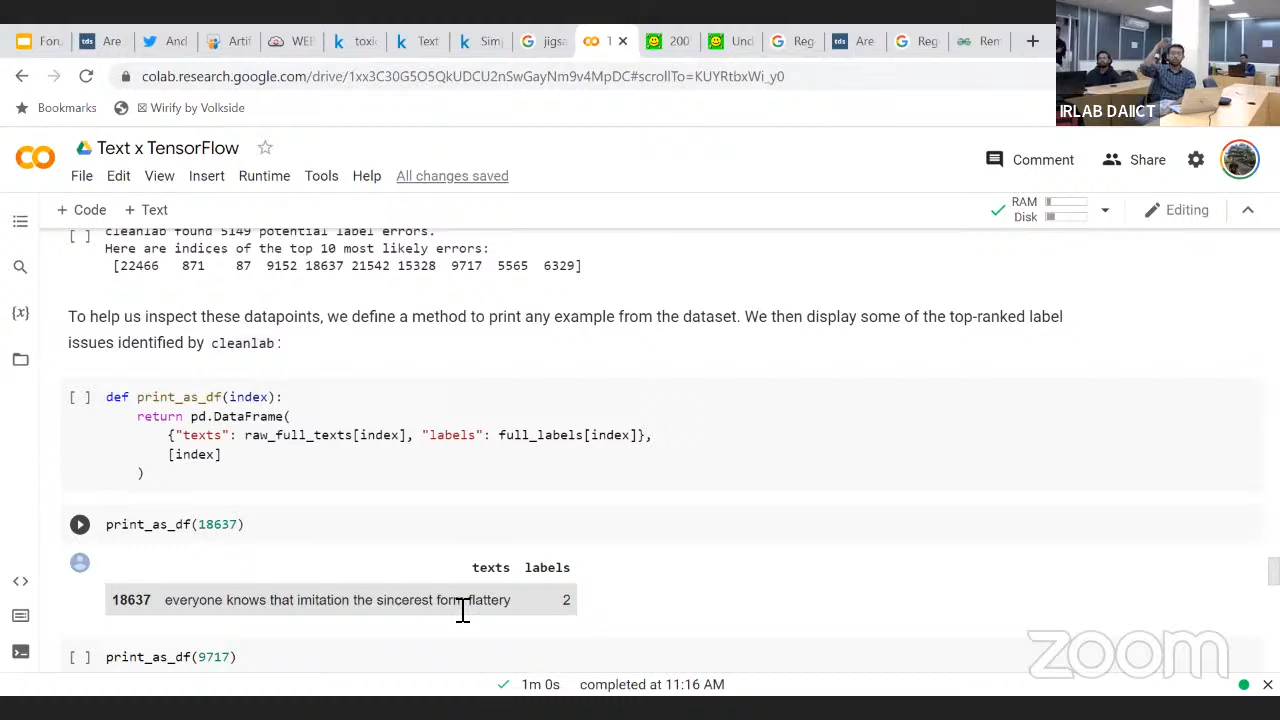 For
tds Are
And
Artif
WEE
toxic
Text
Sim
jigsa
1
200
Und
Reg
tds Are
Reg
Rem
colab.research.google.com/drive/1xx3C30G5O5QkUDCU2nSwGayNm9v4MpDC#scrollTo=KUYRtbxWi_y0
Bookmarks
Wirify by Volkside
IRLAB DAIICT
CO
Text x TensorFlow
Comment
Share
File Edit View Insert Runtime Tools Help All changes saved
+ Code + Text
RAM
Disk
Editing
[ ] cleanlab found 5149 potential label errors.
Here are indices of the top 10 most likely errors:
[22466 871 87 9152 18637 21542 15328 9717 5565 6329]
To help us inspect these datapoints, we define a method to print any example from the dataset. We then display some of the top-ranked label
issues identified by cleanlab:
[ ] def print_as_df(index):
return pd.DataFrame(
{"texts": raw_full_texts[index], "labels": full_labels[index]},
[index]
)
print_as_df(18637)
texts labels
18637 everyone knows that imitation the sincerest form flattery 2
[ ] print_as_df(9717)
zoom
1m 0s completed at 11:16 AM